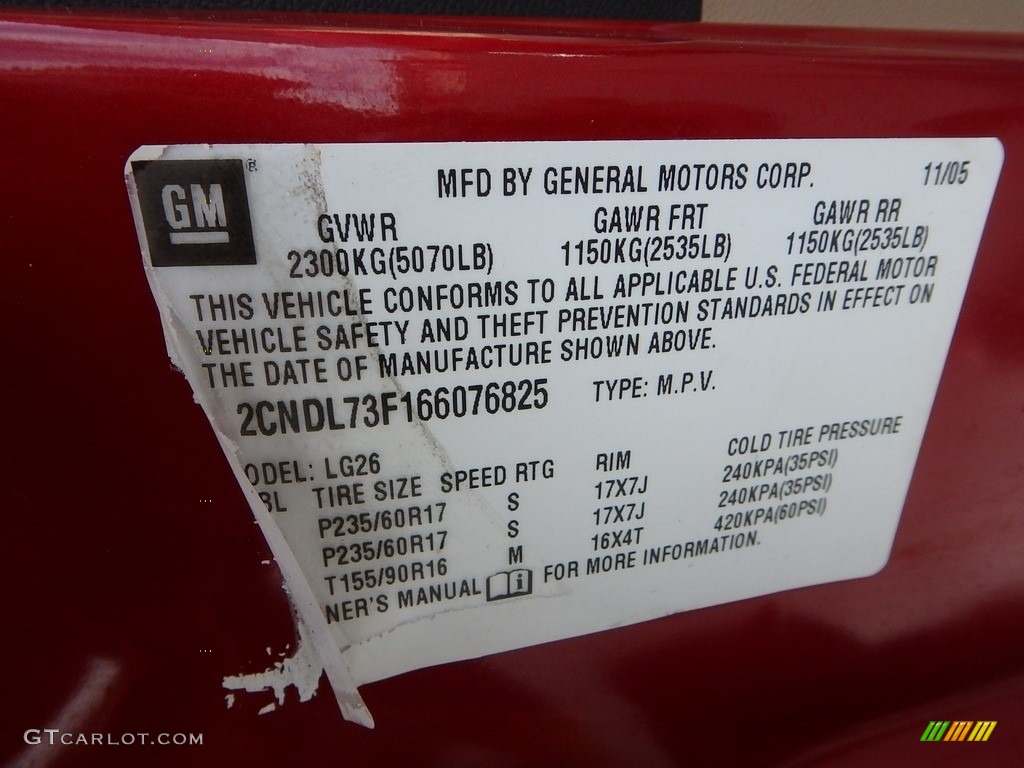 GM ®
MFD BY GENERAL MOTORS CORP. 11/05
GVWR GAWR FRT GAWR RR
2300KG(5070LB) 1150KG(2535LB) 1150KG(2535LB)
THIS VEHICLE CONFORMS TO ALL APPLICABLE U.S. FEDERAL MOTOR
VEHICLE SAFETY AND THEFT PREVENTION STANDARDS IN EFFECT ON
THE DATE OF MANUFACTURE SHOWN ABOVE.
2CNDL73F166076825 TYPE: M.P.V.
ODEL: LG26
BL TIRE SIZE SPEED RTG RIM COLD TIRE PRESSURE
P235/60R17 S 17X7J 240KPA(35PSI)
P235/60R17 S 17X7J 240KPA(35PSI)
T155/90R16 M 16X4T 420KPA(60PSI)
NER'S MANUAL i FOR MORE INFORMATION.
GTCARLOT.COM